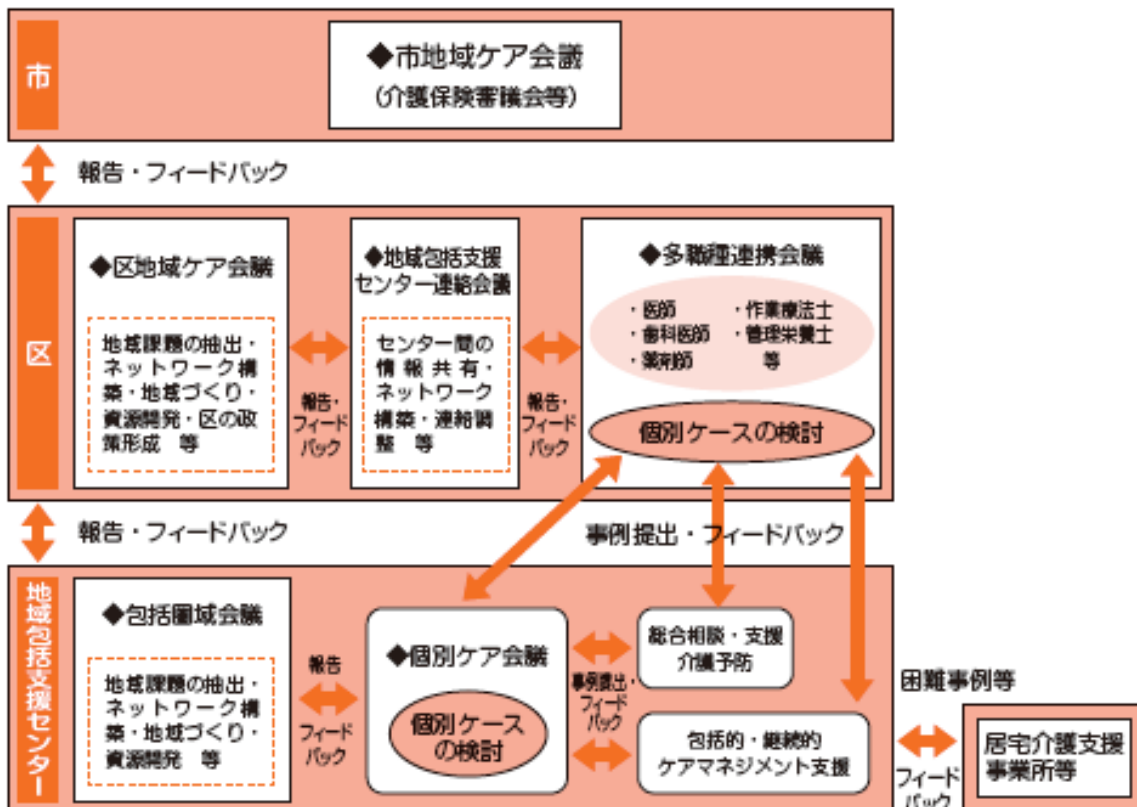 市
◆市地域ケア会議
(介護保険審議会等)
報告・フィードバック
区
◆区地域ケア会議
地域課題の抽出・
ネットワーク構
築・地域づくり・
資源開発・区の政
策形成 等
報告・
フィード
バック
◆地域包括支援
センター連絡会議
センター間の
情報共有・
ネットワーク
構築・連絡調
整 等
報告・
フィード
バック
◆多職種連携会議
・医師
・歯科医師
・薬剤師
・作業療法士
・管理栄養士
等
個別ケースの検討
報告・フィードバック
事例提出・フィードバック
地域包括支援センター
◆包括圏域会議
地域課題の抽出・
ネットワーク構
築・地域づくり・
資源開発 等
報告
フィード
バック
◆個別ケア会議
個別ケース
の検討
事例提出・
フィード
バック
総合相談・支援
介護予防
包括的・継続的
ケアマネジメント支援
困難事例等
フィード
バック
居宅介護支援
事業所等